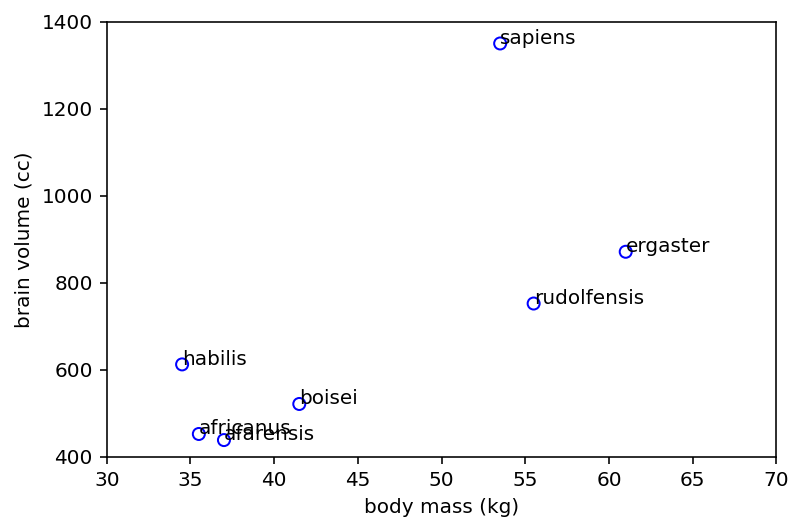 1400
sapiens
1200
1000
ergaster
800
rudolfensis
habilis
600
boisei
africanus
afarensis
400
30 35 40 45 50 55 60 65 70
body mass (kg)
brain volume (cc)